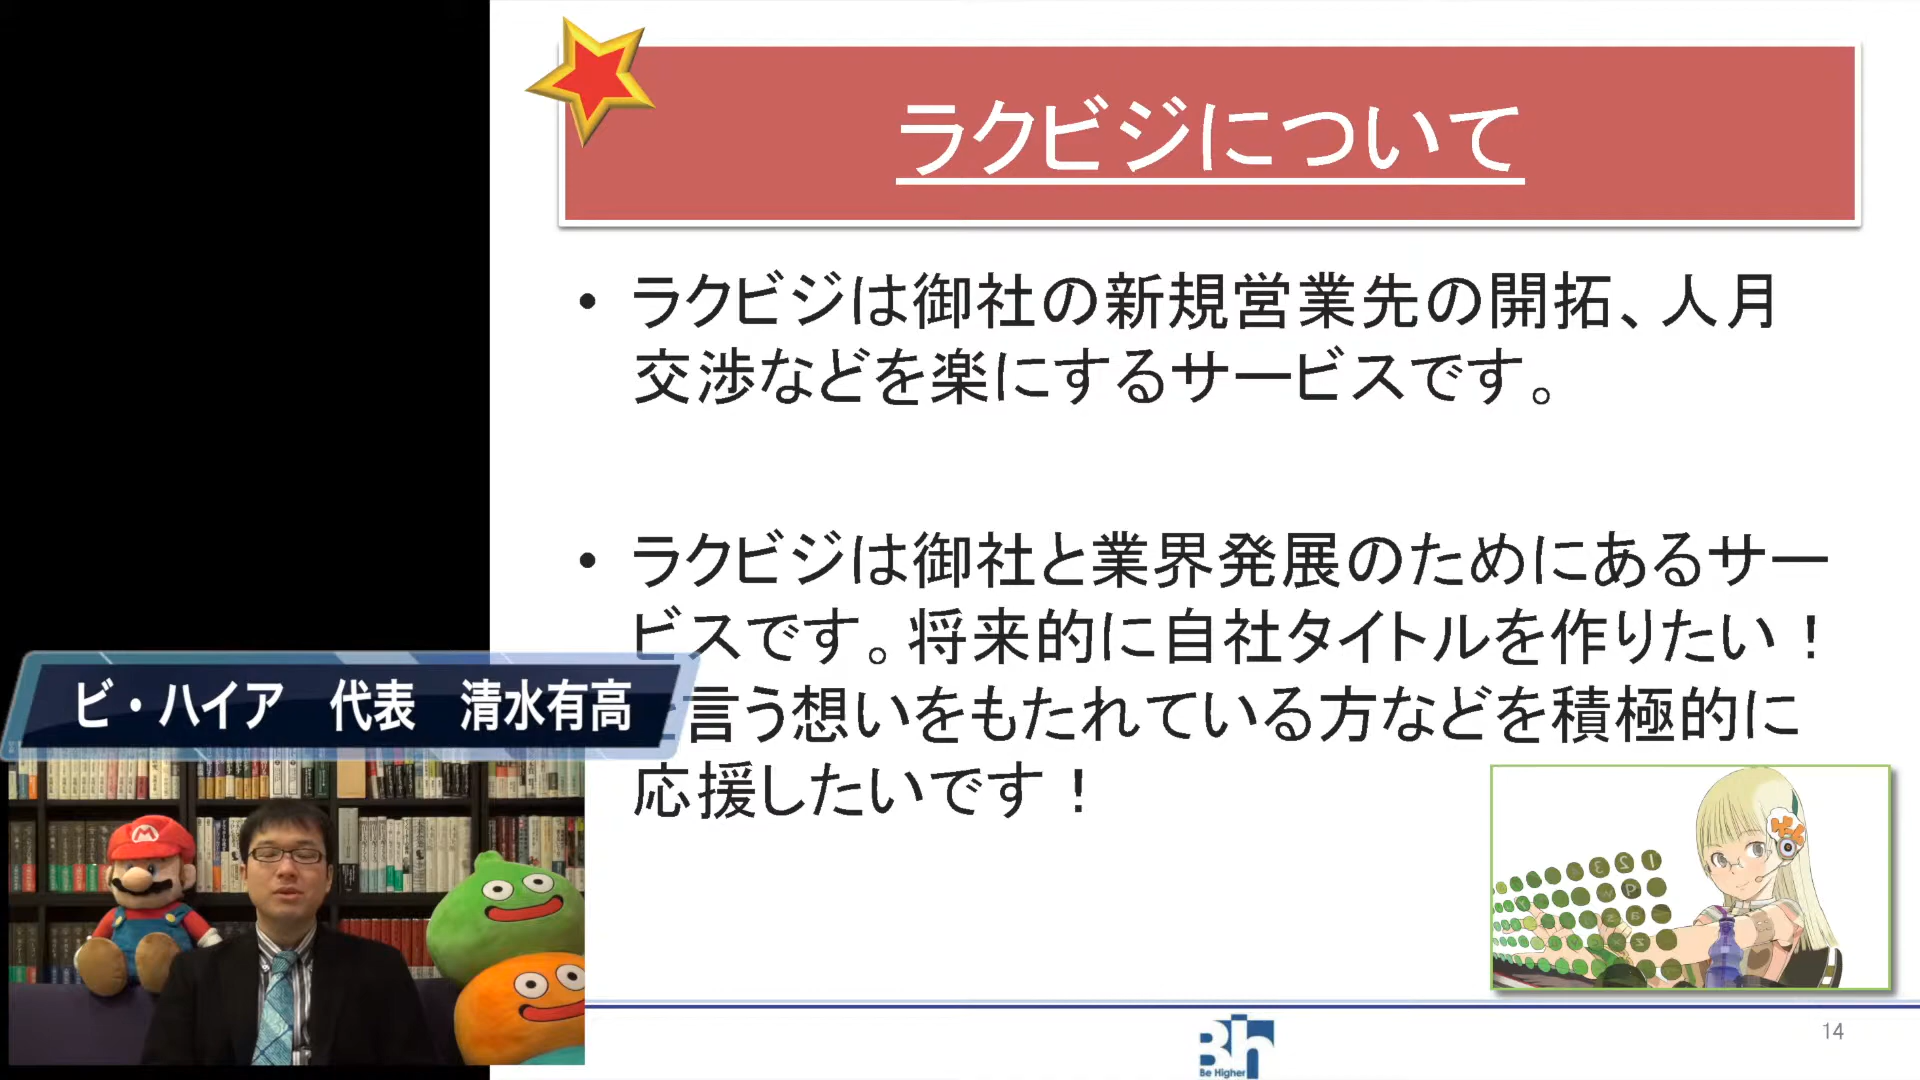 ラクビジについて
• ラクビジは御社の新規営業先の開拓、人月
交渉などを楽にするサービスです。
• ラクビジは御社と業界発展のためにあるサー
ビスです。将来的に自社タイトルを作りたい！
と言う想いをもたれている方などを積極的に
応援したいです！
ビ・ハイア　代表　清水有高
M
Bh
Be Higher
14